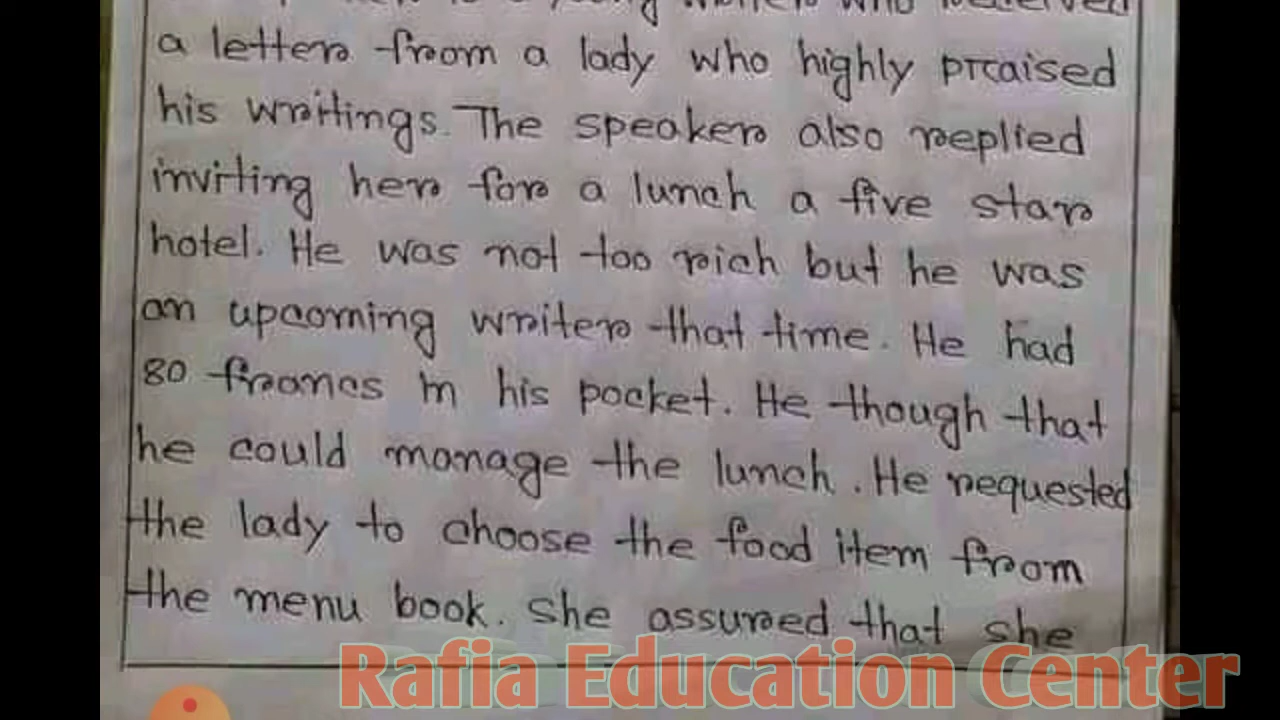 who received
a letter from a lady who highly praised
his writings. The speaker also replied
inviting her for a lunch a five star
hotel. He was not too rich but he was
an upcoming writer that time. He had
80 francs in his pocket. He though that
he could manage the lunch. He requested
the lady to choose the food item from
the menu book. She assured that she
Rafia Education Center